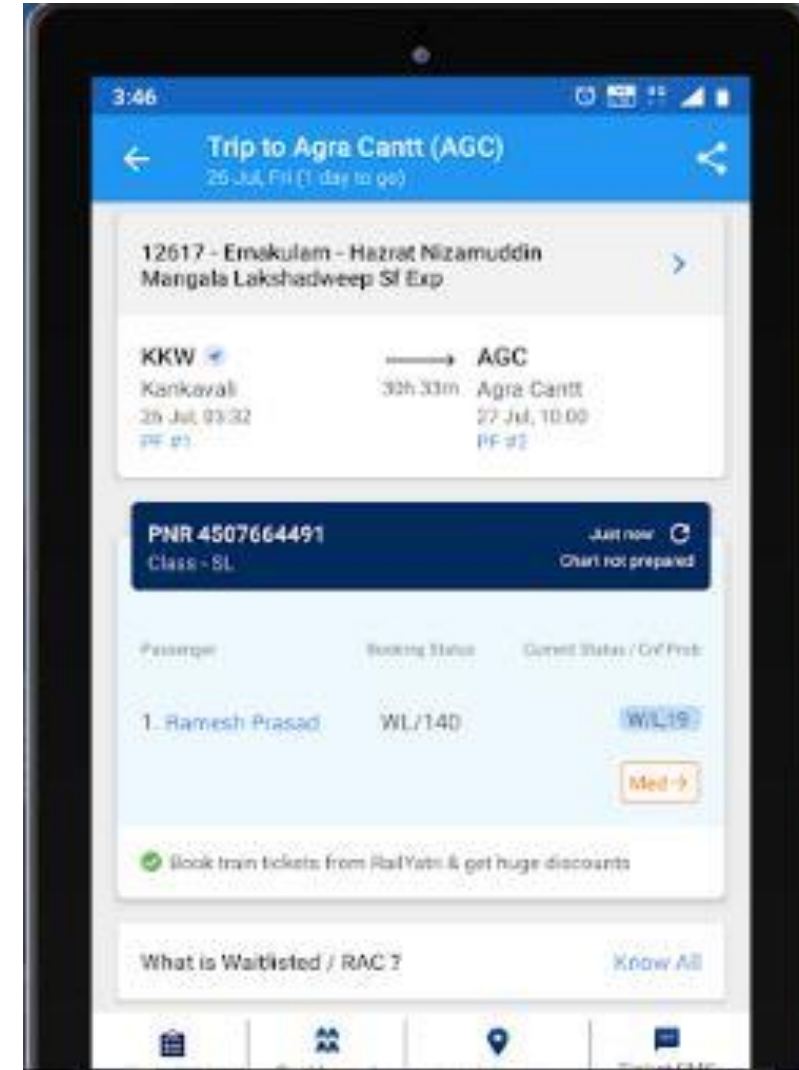 3:46
Trip to Agra Cantt (AGC)
26 Jul, Fri (1 day to go)
12617 - Ernakulam - Hazrat Nizamuddin
Mangala Lakshadweep Sf Exp
KKW AGC
Kankavali 30h 33m Agra Cantt
26 Jul, 03:32 27 Jul, 10:00
PF #1 PF #2
PNR 4507664491 Just now
Class - SL Chart not prepared
Passenger Booking Status Current Status / Cnf Prob
1. Ramesh Prasad WL/140 W/L,19
Med →
Book train tickets from RailYatri & get huge discounts
What is Waitlisted / RAC ? Know All